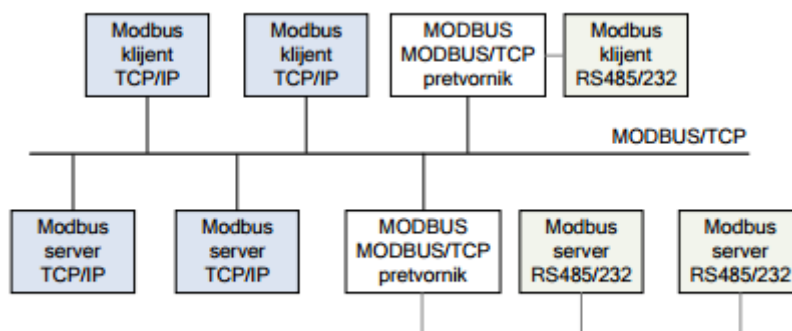 Modbus
klijent
TCP/IP
Modbus
klijent
TCP/IP
MODBUS
MODBUS/TCP
pretvornik
Modbus
klijent
RS485/232
MODBUS/TCP
Modbus
server
TCP/IP
Modbus
server
TCP/IP
MODBUS
MODBUS/TCP
pretvornik
Modbus
server
RS485/232
Modbus
server
RS485/232